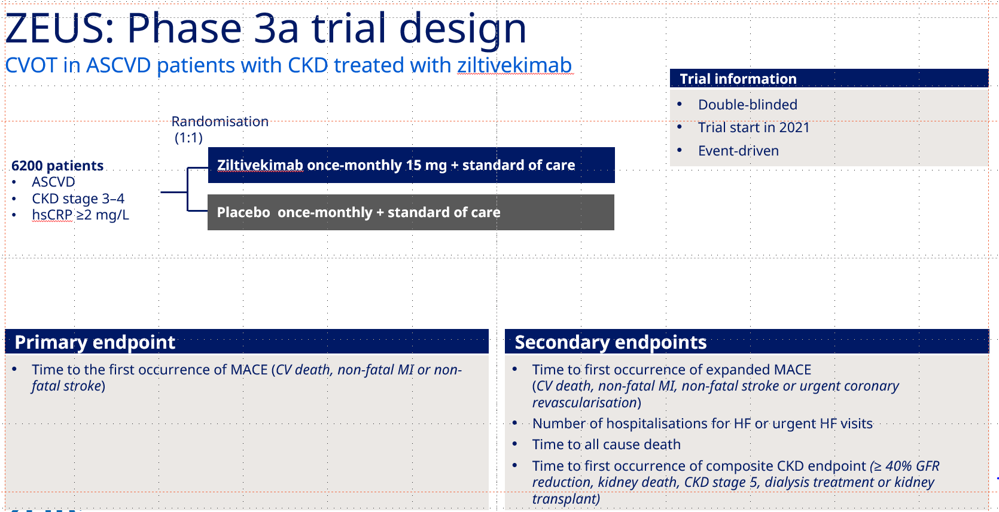 ZEUS: Phase 3a trial design
CVOT in ASCVD patients with CKD treated with ziltivekimab
Trial information
• Double-blinded
• Trial start in 2021
• Event-driven
Randomisation
(1:1)
6200 patients
• ASCVD
• CKD stage 3–4
• hsCRP ≥2 mg/L
Ziltivekimab once-monthly 15 mg + standard of care
Placebo  once-monthly + standard of care
Primary endpoint
• Time to the first occurrence of MACE (CV death, non-fatal MI or non-
fatal stroke)
Secondary endpoints
• Time to first occurrence of expanded MACE
(CV death, non-fatal MI, non-fatal stroke or urgent coronary
revascularisation)
• Number of hospitalisations for HF or urgent HF visits
• Time to all cause death
• Time to first occurrence of composite CKD endpoint (≥ 40% GFR
reduction, kidney death, CKD stage 5, dialysis treatment or kidney
transplant)